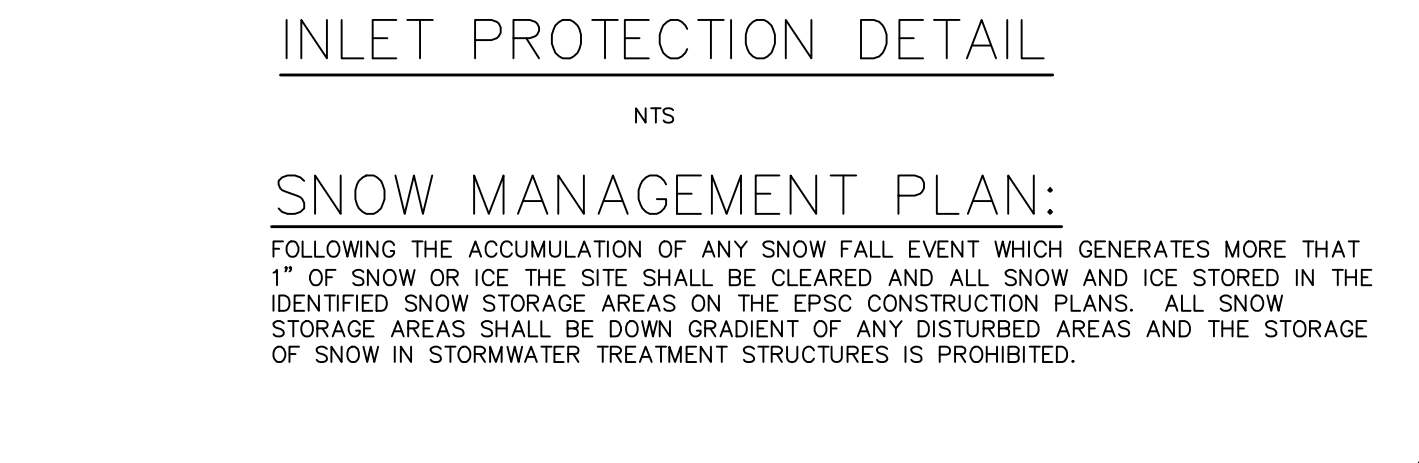 INLET PROTECTION DETAIL
NTS
SNOW MANAGEMENT PLAN:
FOLLOWING THE ACCUMULATION OF ANY SNOW FALL EVENT WHICH GENERATES MORE THAT
1" OF SNOW OR ICE THE SITE SHALL BE CLEARED AND ALL SNOW AND ICE STORED IN THE
IDENTIFIED SNOW STORAGE AREAS ON THE EPSC CONSTRUCTION PLANS.  ALL SNOW
STORAGE AREAS SHALL BE DOWN GRADIENT OF ANY DISTURBED AREAS AND THE STORAGE
OF SNOW IN STORMWATER TREATMENT STRUCTURES IS PROHIBITED.